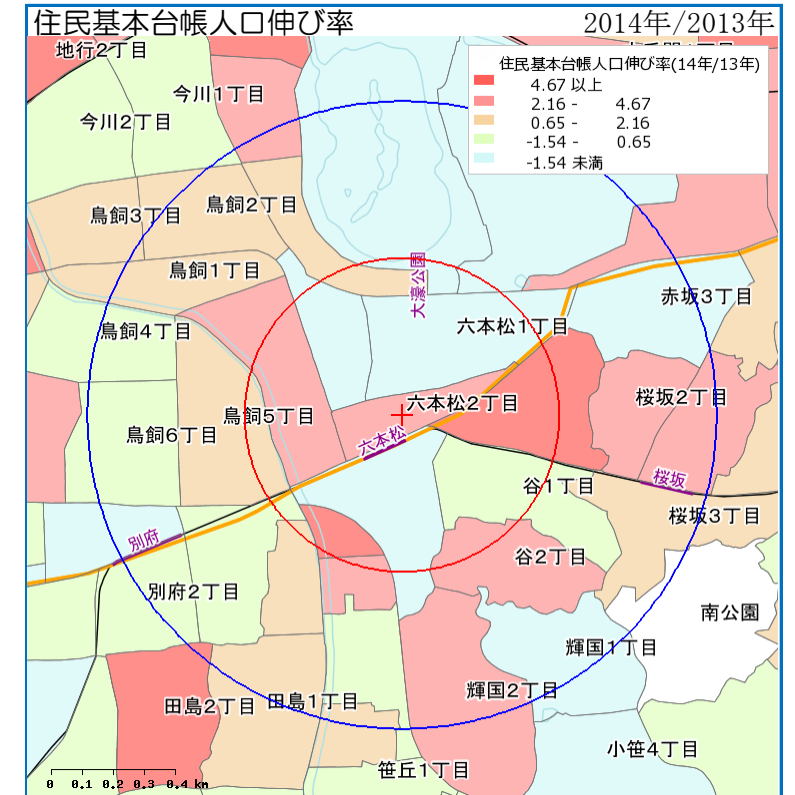 住民基本台帳人口伸び率
2014年/2013年
地行2丁目
住民基本台帳人口伸び率(14年/13年)
4.67 以上
2.16 - 4.67
0.65 - 2.16
-1.54 - 0.65
-1.54 未満
今川1丁目
今川2丁目
鳥飼2丁目
鳥飼3丁目
鳥飼1丁目
大濠公園
赤坂3丁目
六本松1丁目
鳥飼4丁目
桜坂2丁目
六本松2丁目
鳥飼5丁目
鳥飼6丁目
六本松
桜坂
谷1丁目
桜坂3丁目
別府
谷2丁目
別府2丁目
南公園
輝国1丁目
輝国2丁目
田島1丁目
田島2丁目
小笹4丁目
笹丘1丁目
0 0.1 0.2 0.3 0.4 km